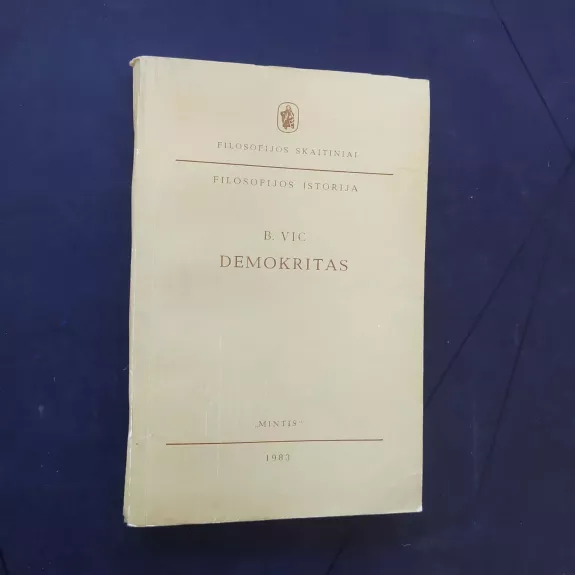 FILOSOFIJOS SKAITINIAI
FILOSOFIJOS ISTORIJA
B. VIC
DEMOKRITAS
„MINTIS“
1983